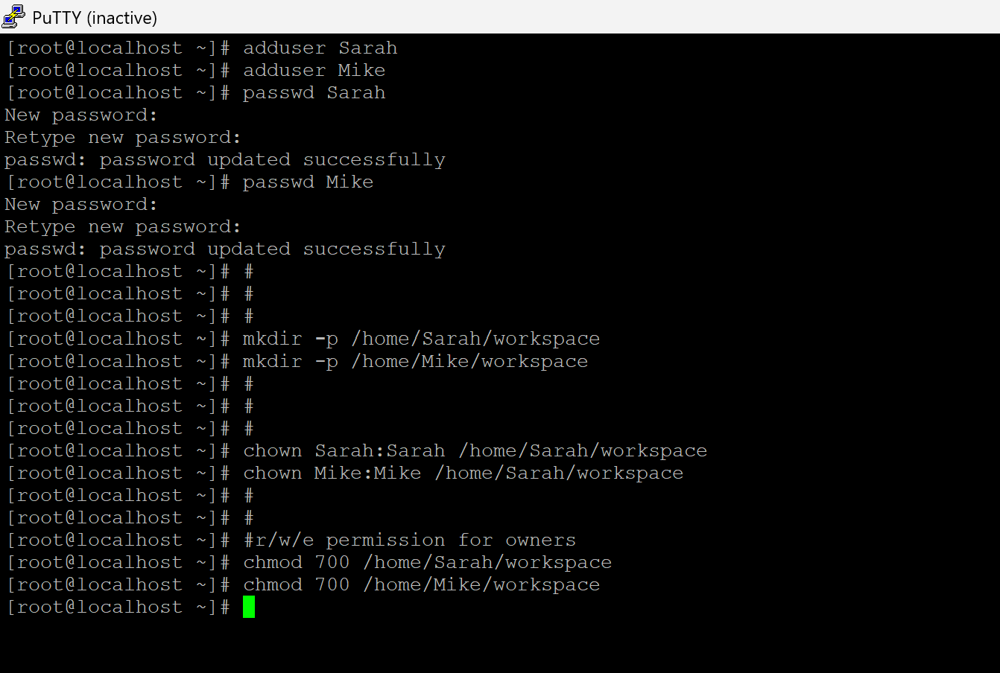 PuTTY (inactive)
[root@localhost ~]# adduser Sarah
[root@localhost ~]# adduser Mike
[root@localhost ~]# passwd Sarah
New password:
Retype new password:
passwd: password updated successfully
[root@localhost ~]# passwd Mike
New password:
Retype new password:
passwd: password updated successfully
[root@localhost ~]# #
[root@localhost ~]# #
[root@localhost ~]# #
[root@localhost ~]# mkdir -p /home/Sarah/workspace
[root@localhost ~]# mkdir -p /home/Mike/workspace
[root@localhost ~]# #
[root@localhost ~]# #
[root@localhost ~]# #
[root@localhost ~]# chown Sarah:Sarah /home/Sarah/workspace
[root@localhost ~]# chown Mike:Mike /home/Sarah/workspace
[root@localhost ~]# #
[root@localhost ~]# #
[root@localhost ~]# #r/w/e permission for owners
[root@localhost ~]# chmod 700 /home/Sarah/workspace
[root@localhost ~]# chmod 700 /home/Mike/workspace
[root@localhost ~]#